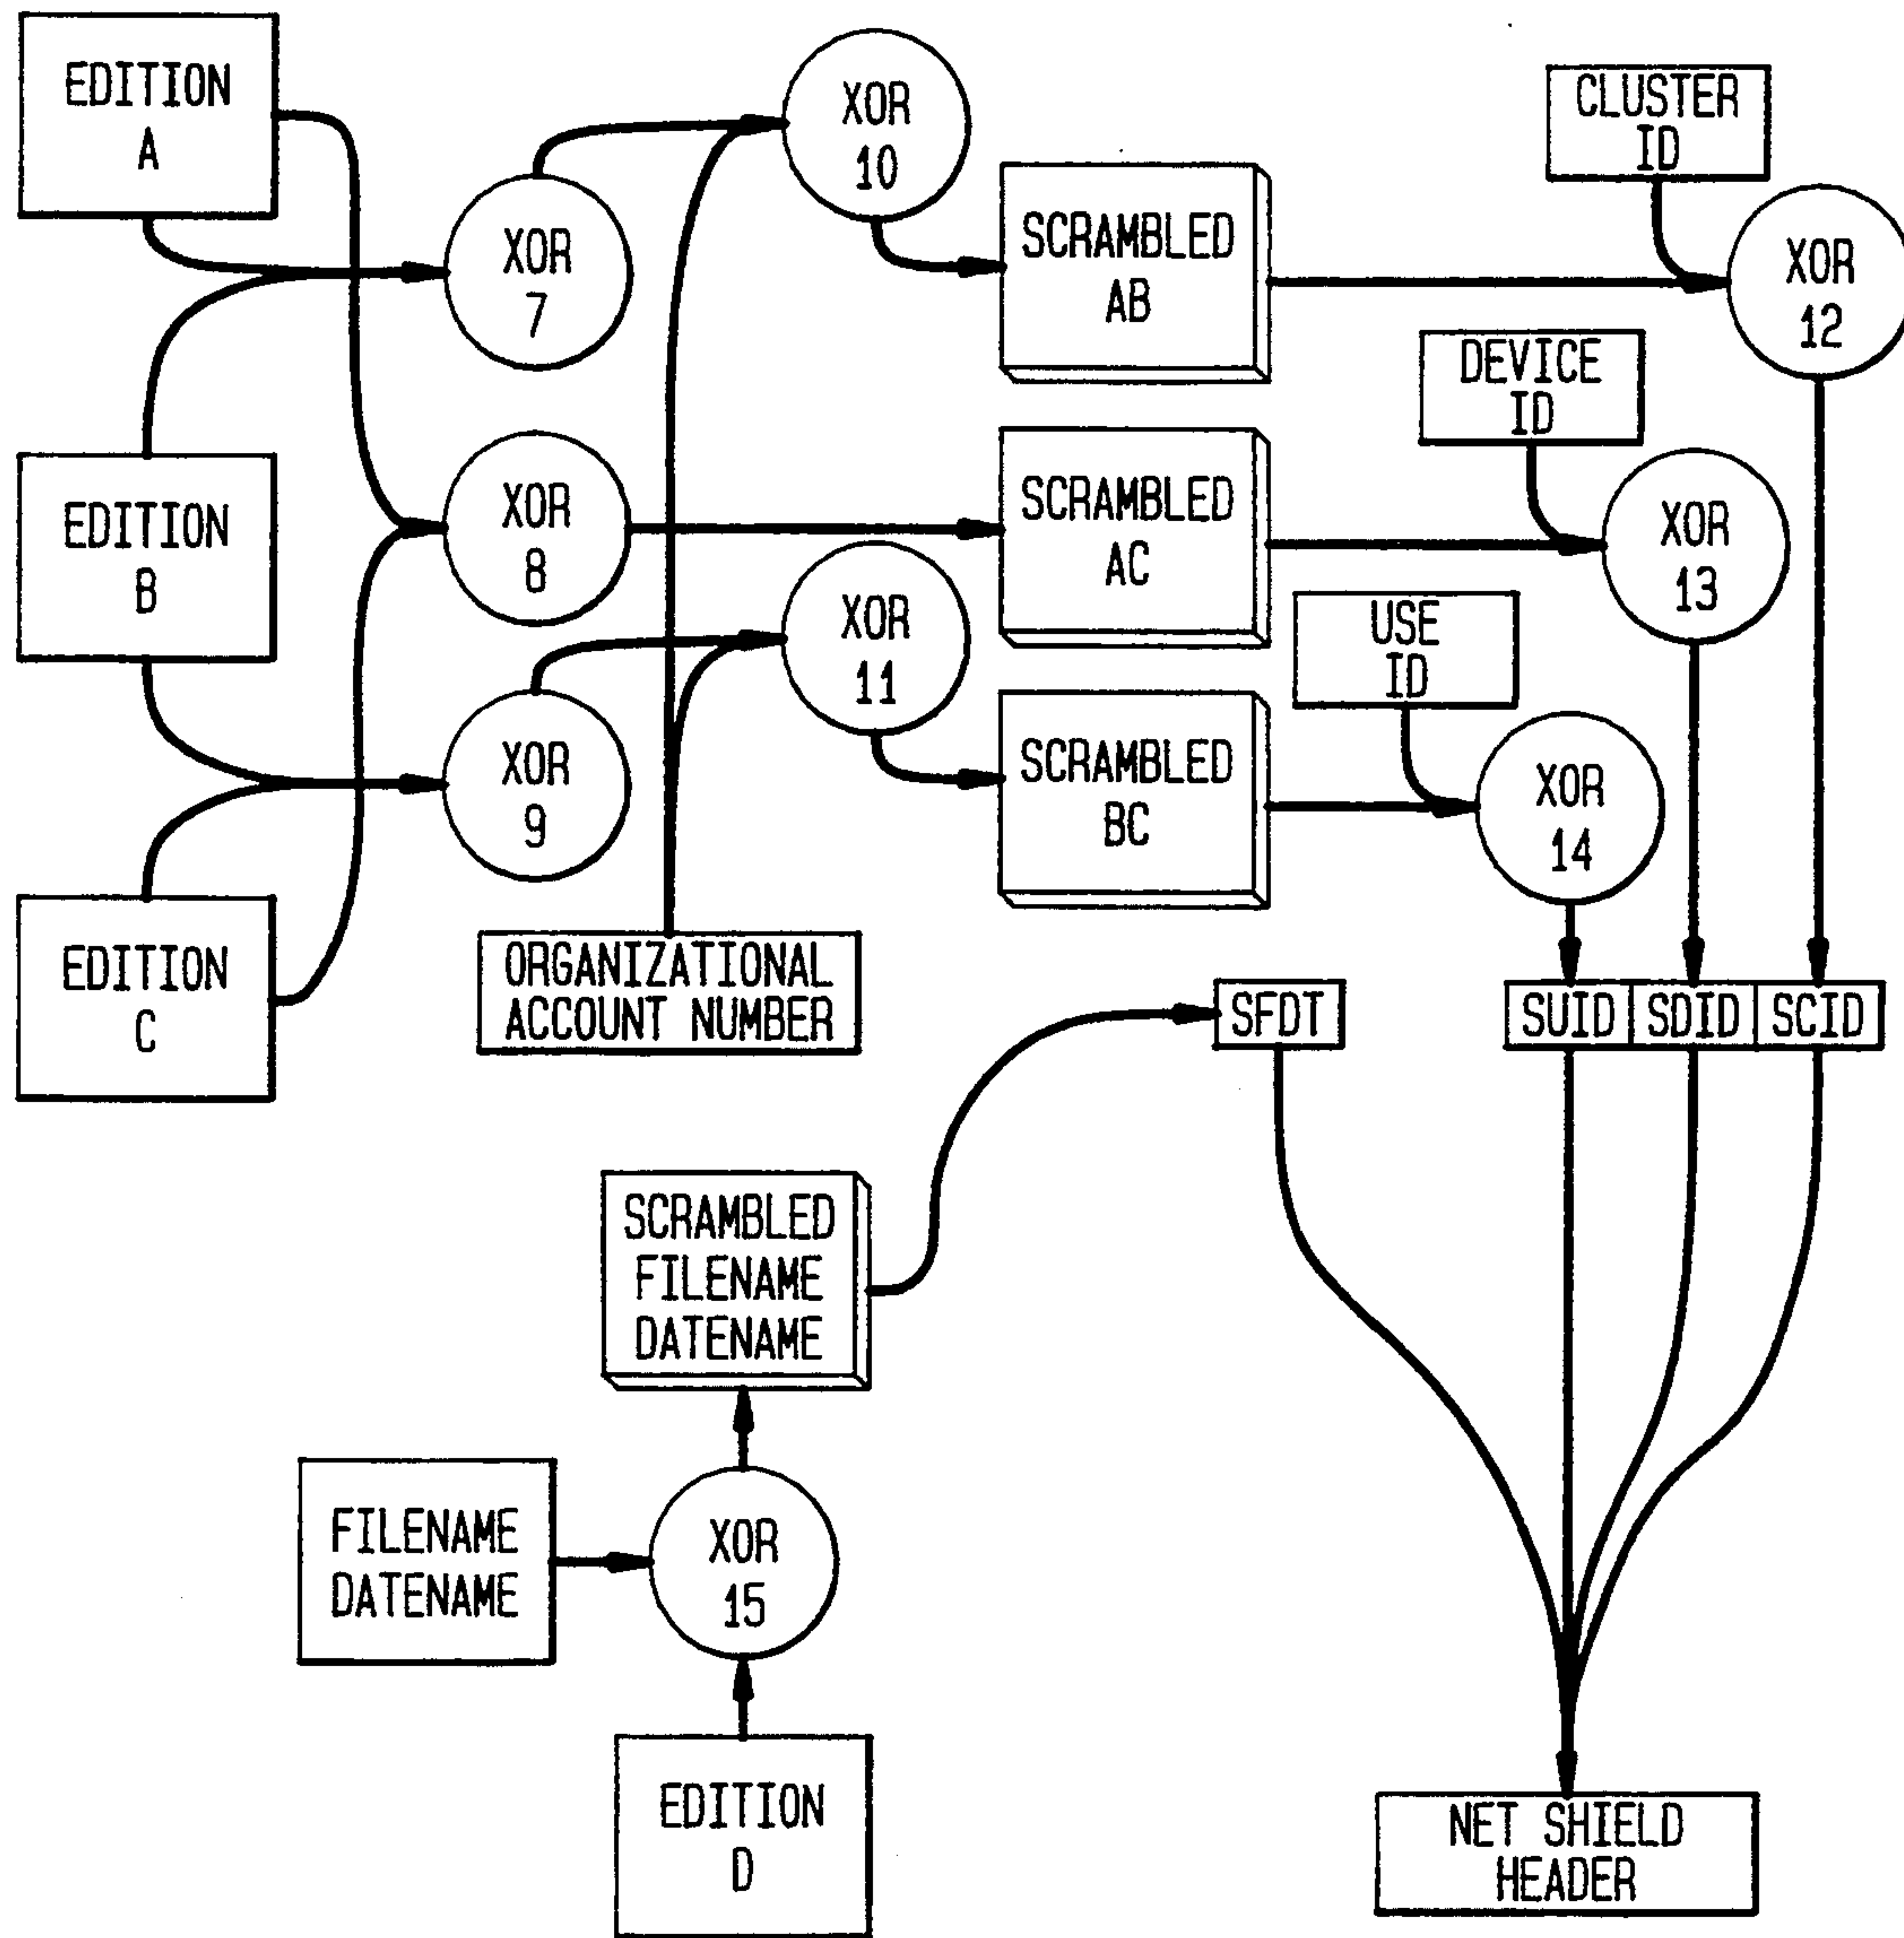 EDITION
A
XOR
10
CLUSTER
ID
XOR
7
SCRAMBLED
AB
XOR
12
DEVICE
ID
EDITION
B
XOR
8
SCRAMBLED
AC
XOR
13
XOR
11
USE
ID
XOR
9
SCRAMBLED
BC
XOR
14
EDITION
C
ORGANIZATIONAL
ACCOUNT NUMBER
SFDT
SUID
SDID
SCID
SCRAMBLED
FILENAME
DATENAME
FILENAME
DATENAME
XOR
15
EDITION
D
NET SHIELD
HEADER